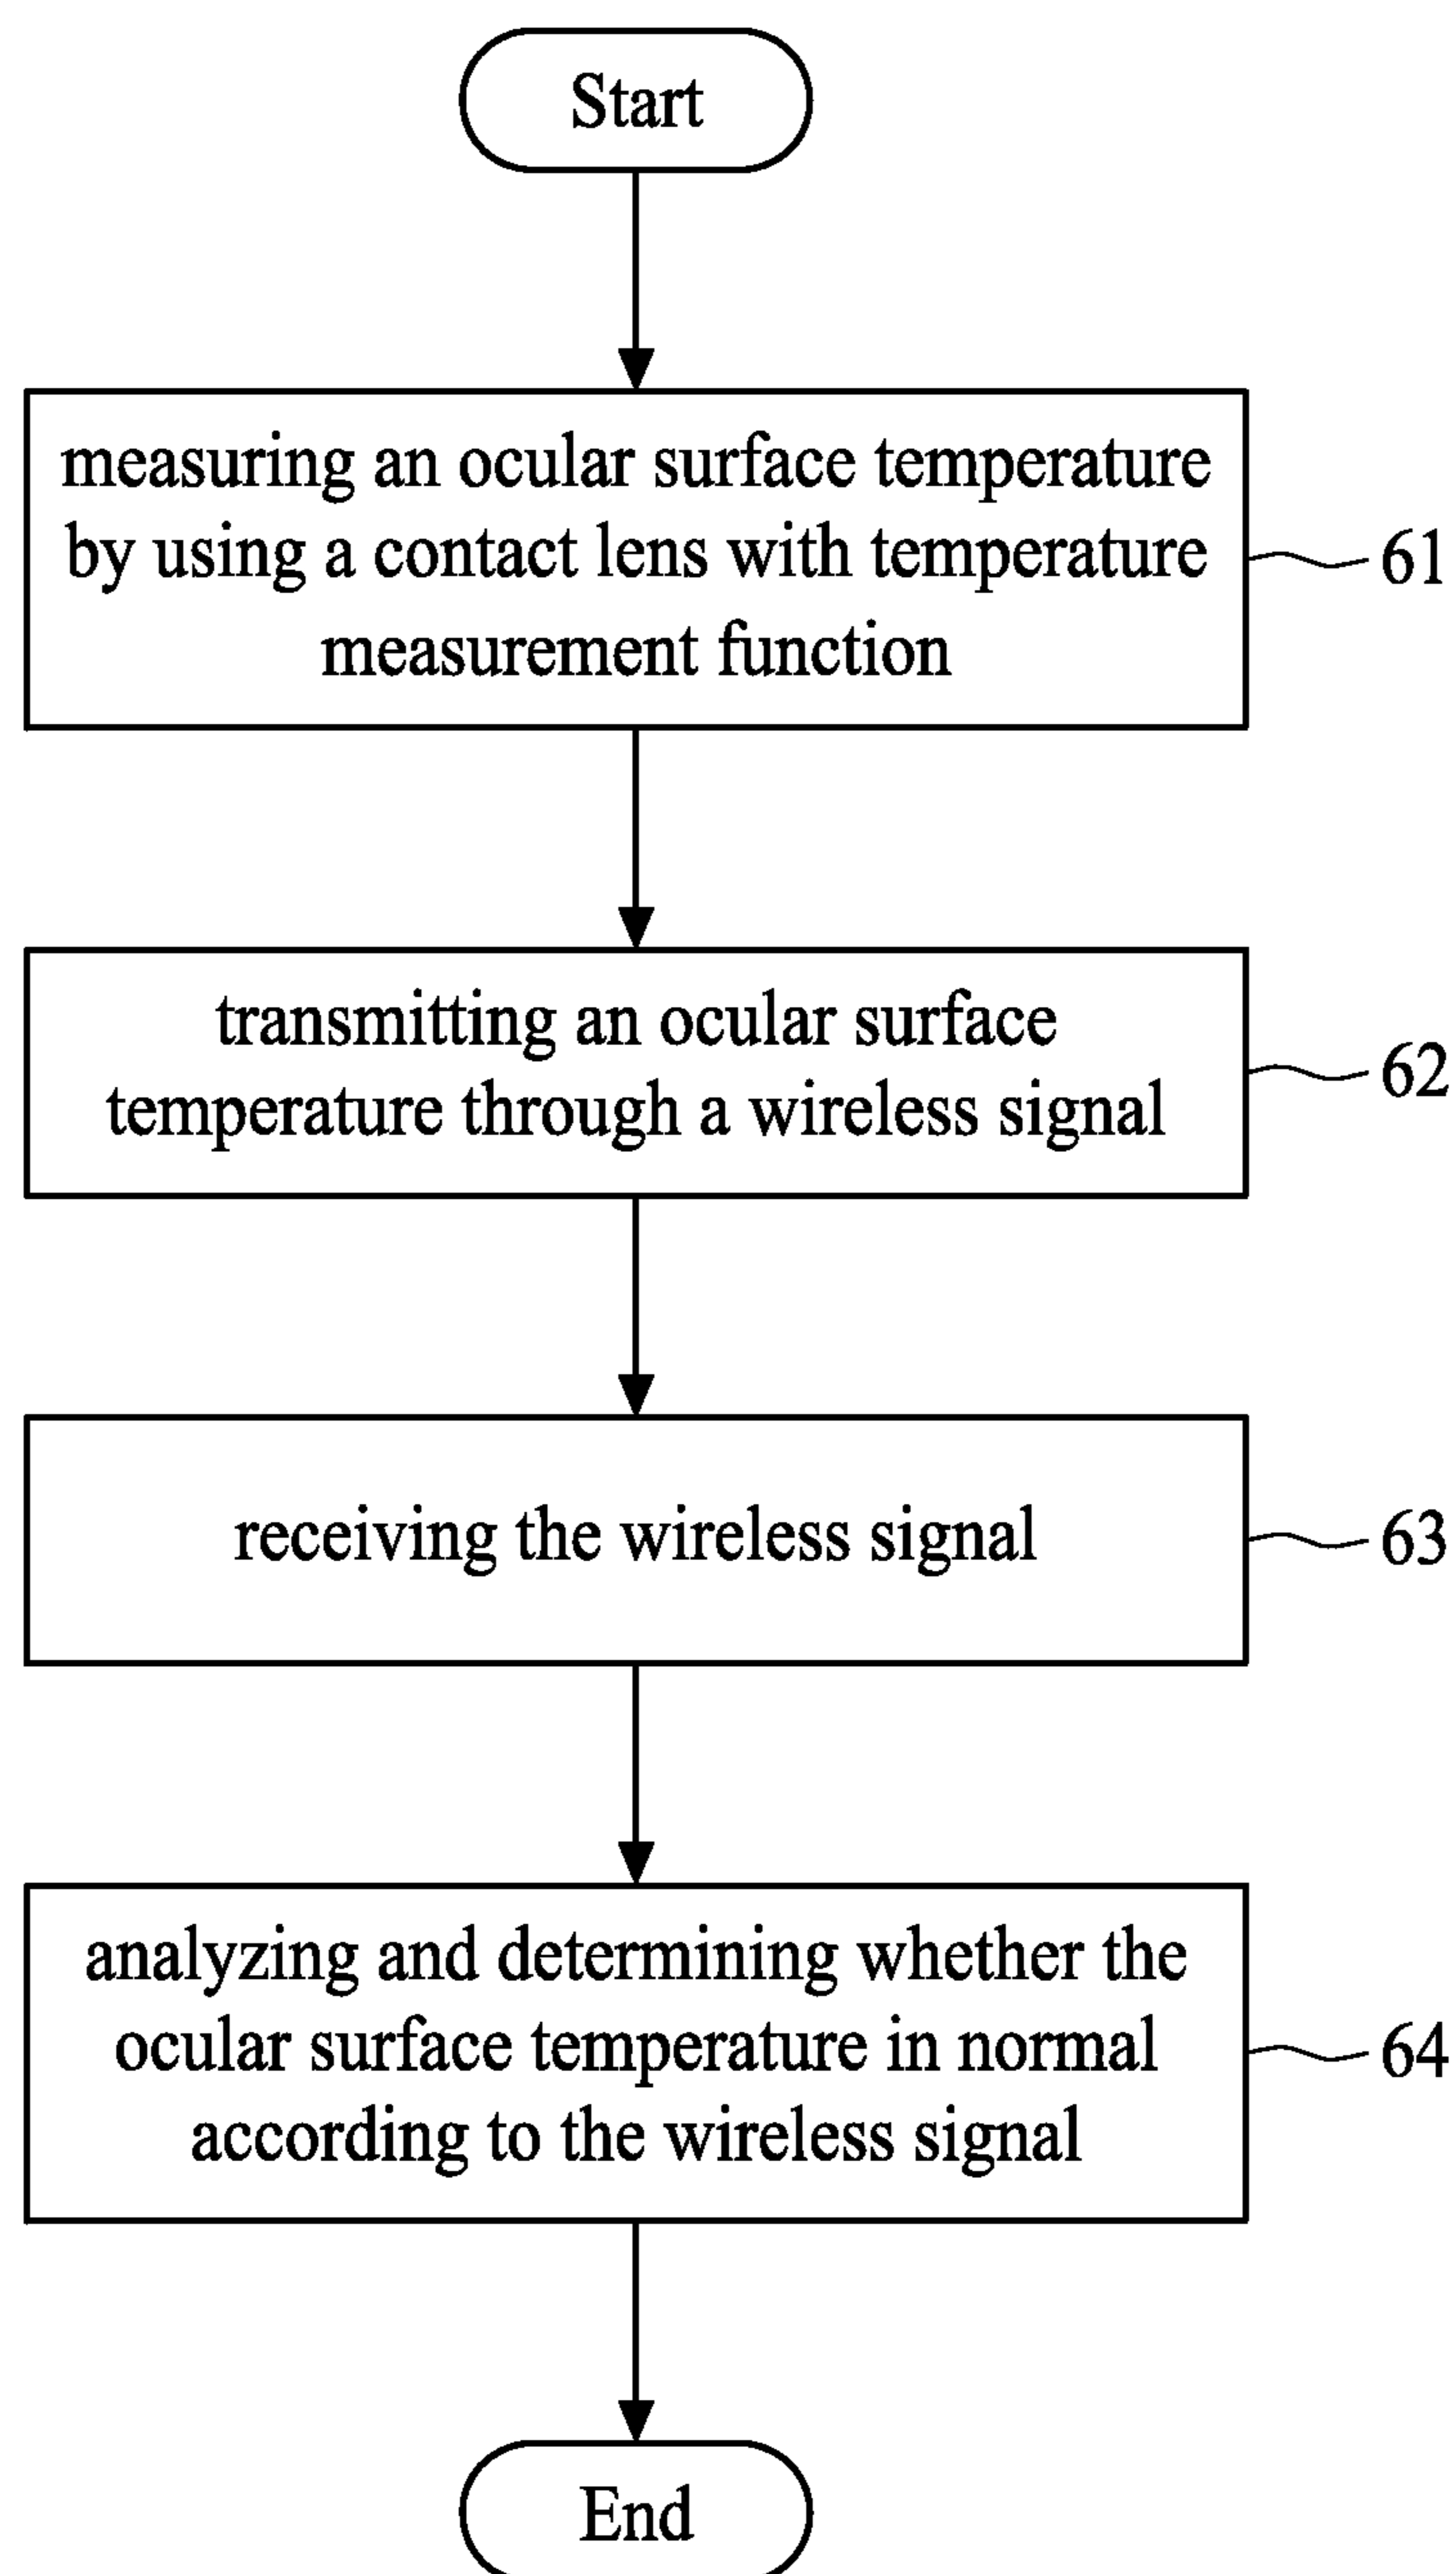 Start
measuring an ocular surface temperature
by using a contact lens with temperature
measurement function
61
transmitting an ocular surface
temperature through a wireless signal
62
receiving the wireless signal
63
analyzing and determining whether the
ocular surface temperature in normal
according to the wireless signal
64
End